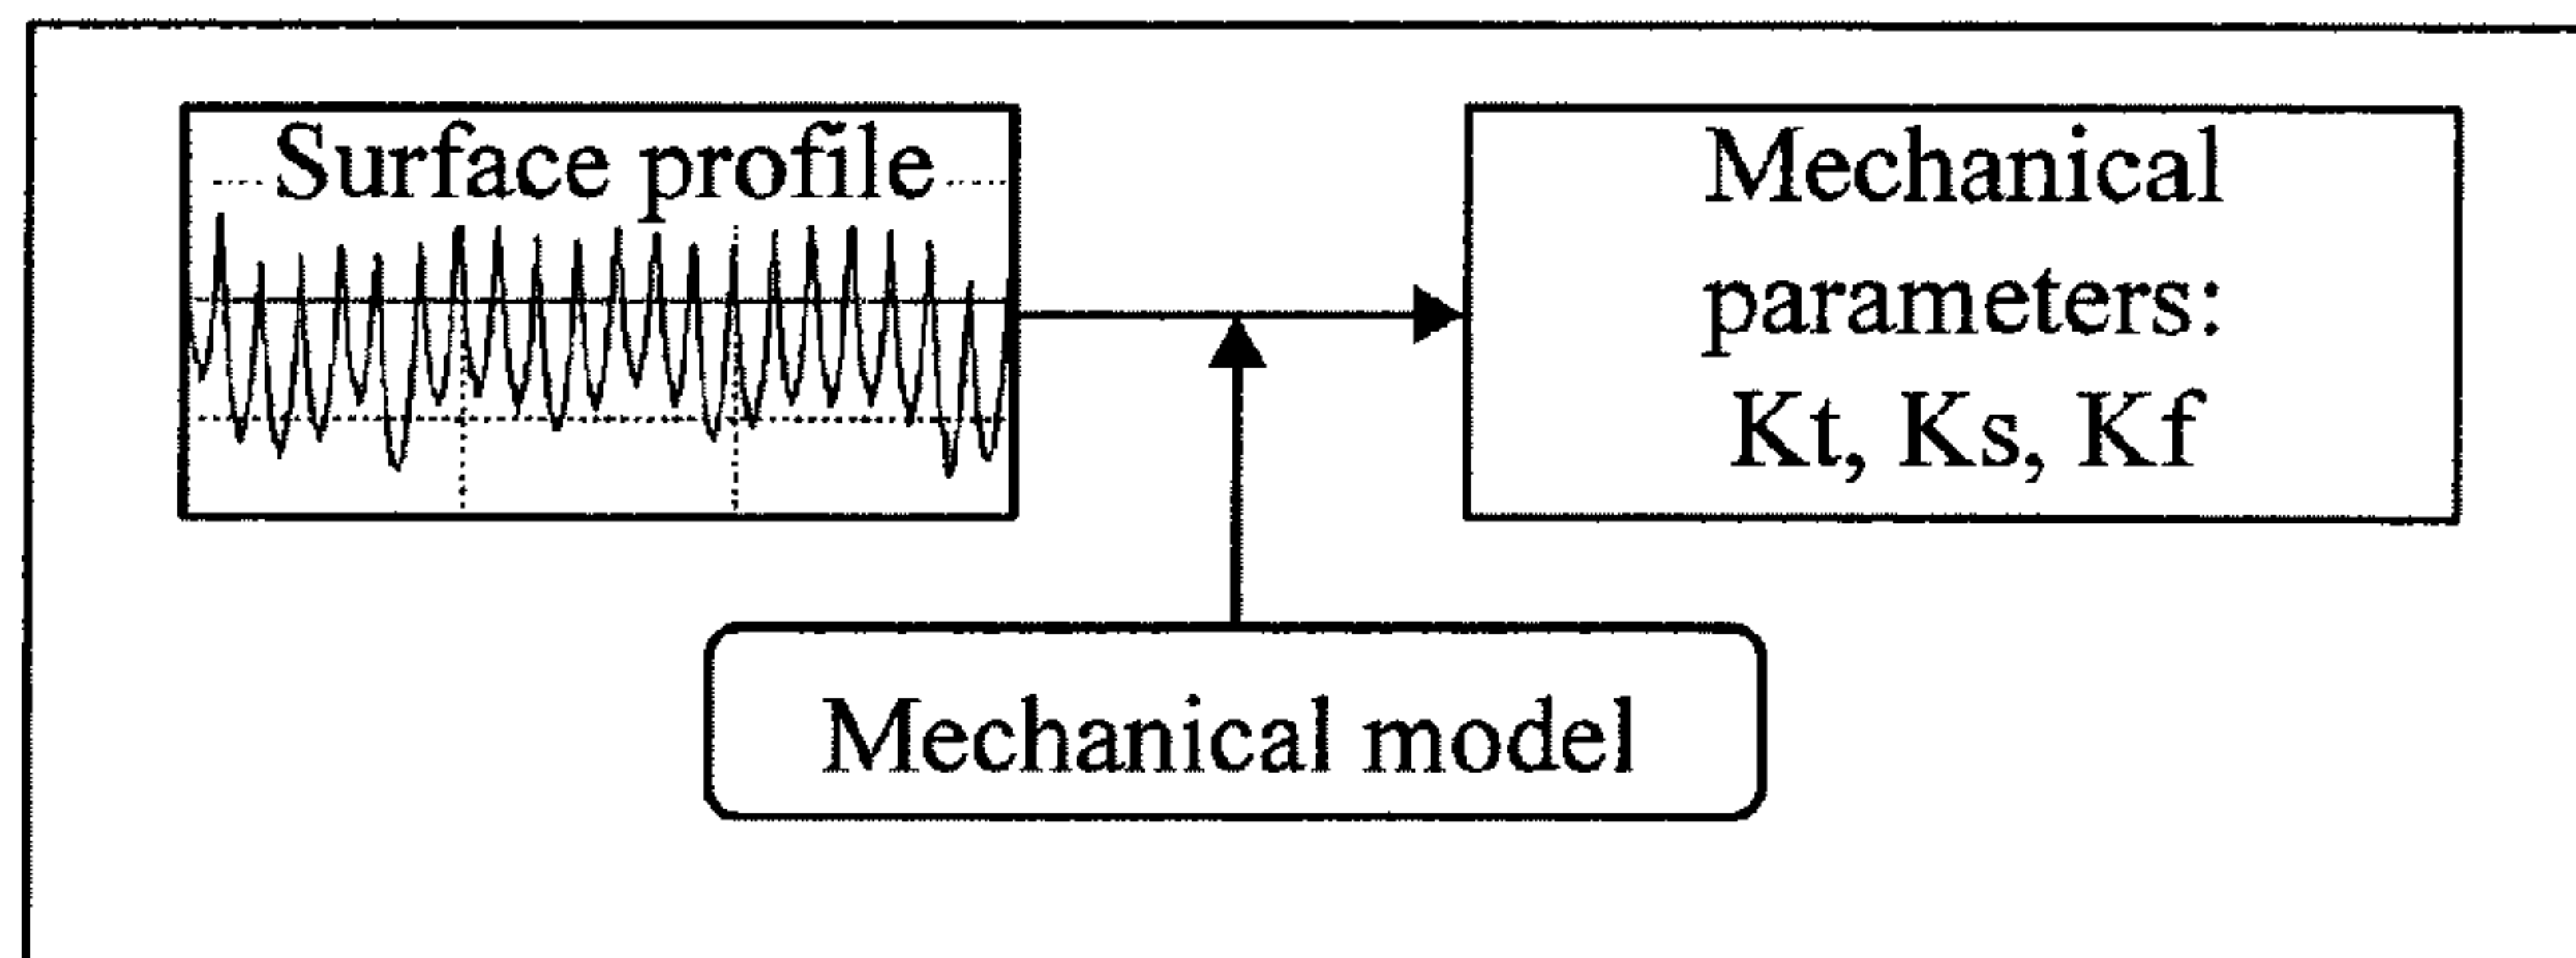 Surface profile
Mechanical
parameters:
Kt, Ks, Kf
Mechanical model